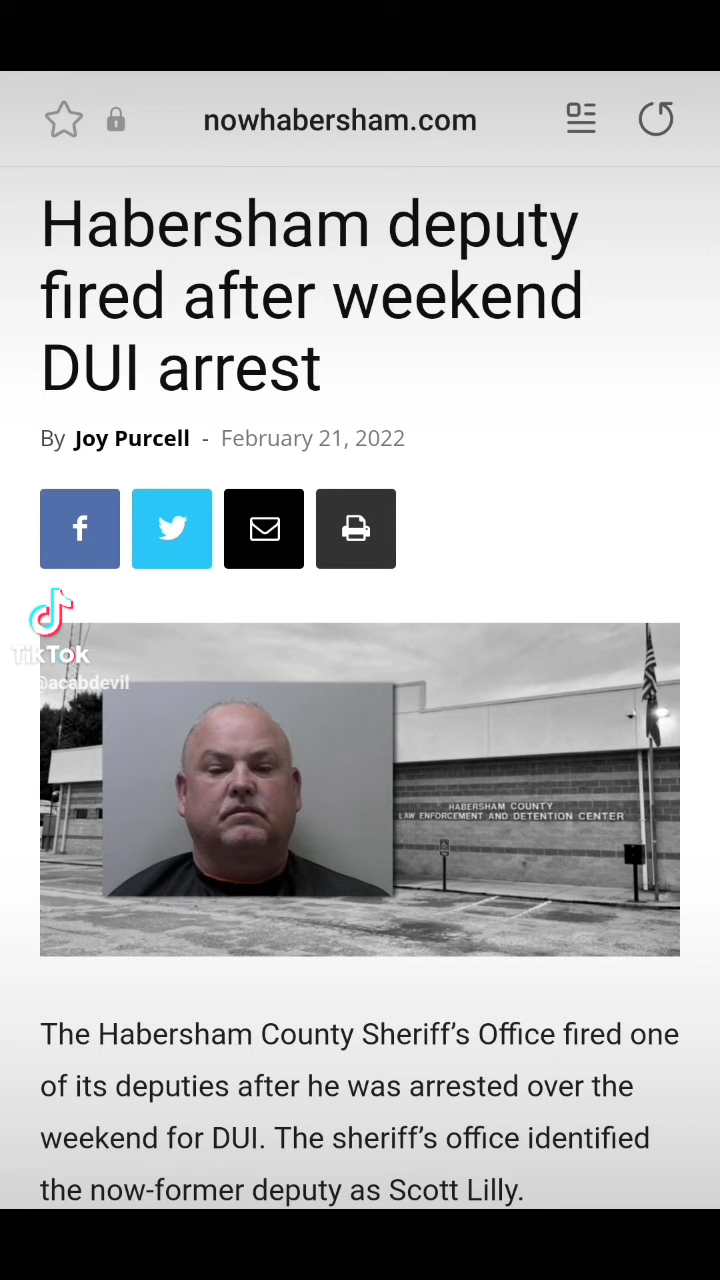 nowhabersham.com
Habersham deputy
fired after weekend
DUI arrest
By Joy Purcell - February 21, 2022
f
TikTok
@acabdevil
HABERSHAM COUNTY
LAW ENFORCEMENT AND DETENTION CENTER
The Habersham County Sheriff's Office fired one
of its deputies after he was arrested over the
weekend for DUI. The sheriff's office identified
the now-former deputy as Scott Lilly.